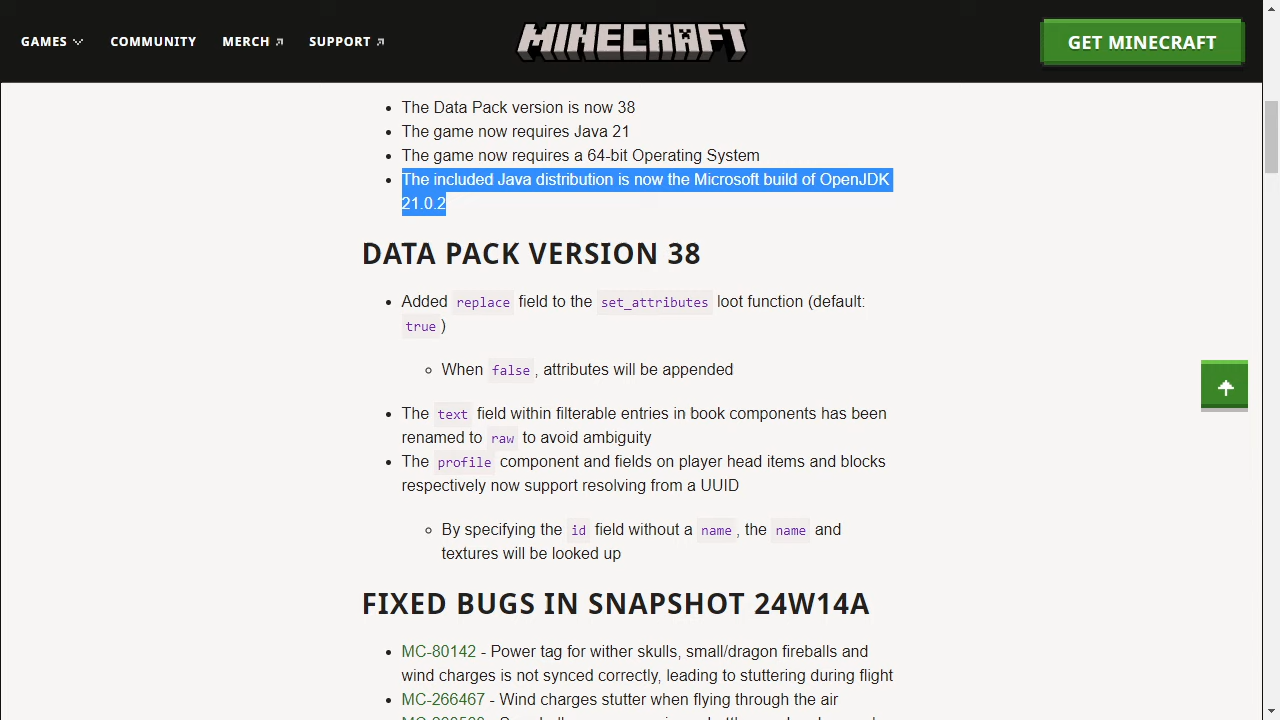 GAMES COMMUNITY MERCH SUPPORT MINECRAFT GET MINECRAFT
• The Data Pack version is now 38
• The game now requires Java 21
• The game now requires a 64-bit Operating System
• The included Java distribution is now the Microsoft build of OpenJDK
21.0.2
DATA PACK VERSION 38
• Added replace field to the set_attributes loot function (default:
true)
◦ When false, attributes will be appended
• The text field within filterable entries in book components has been
renamed to raw to avoid ambiguity
• The profile component and fields on player head items and blocks
respectively now support resolving from a UUID
◦ By specifying the id field without a name, the name and
textures will be looked up
FIXED BUGS IN SNAPSHOT 24W14A
• MC-80142 - Power tag for wither skulls, small/dragon fireballs and
wind charges is not synced correctly, leading to stuttering during flight
• MC-266467 - Wind charges stutter when flying through the air